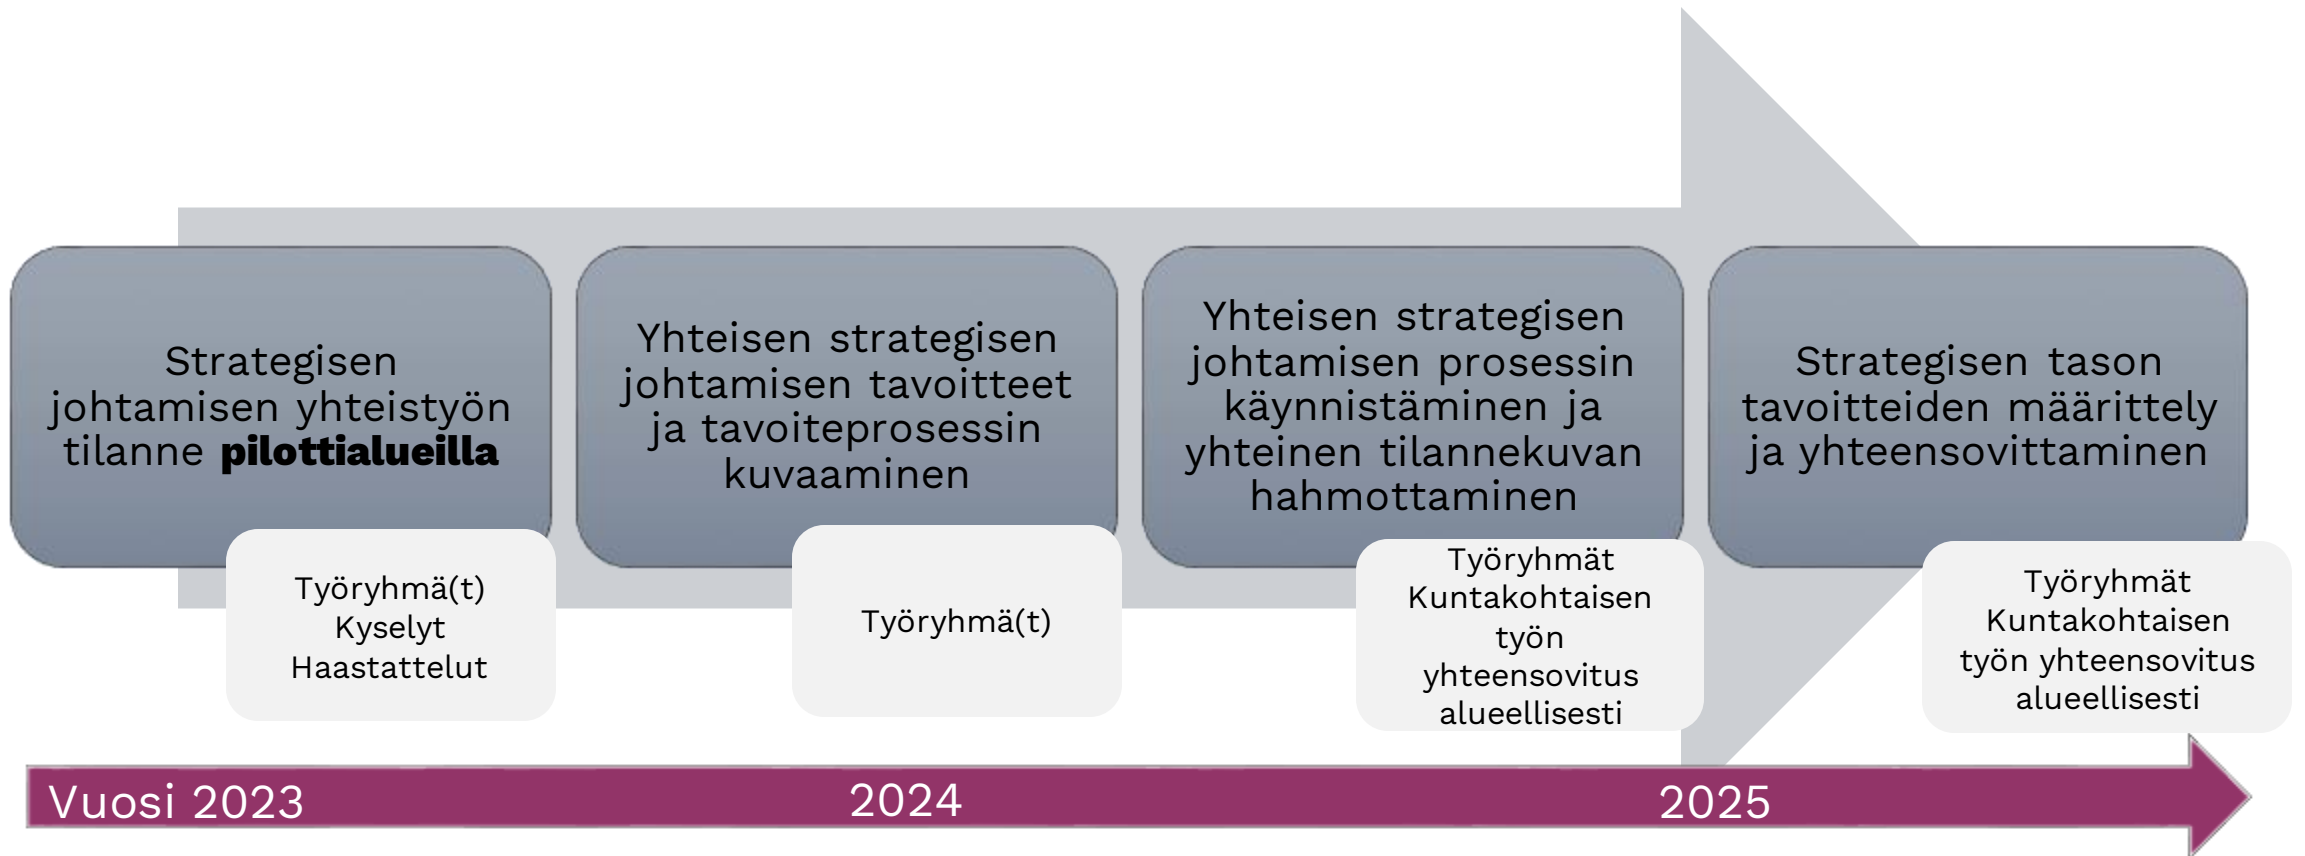 Strategisen
johtamisen yhteistyön
tilanne pilottialueilla
Työryhmä(t)
Kyselyt
Haastattelut
Yhteisen strategisen
johtamisen tavoitteet
ja tavoiteprosessin
kuvaaminen
Työryhmä(t)
Yhteisen strategisen
johtamisen prosessin
käynnistäminen ja
yhteinen tilannekuvan
hahmottaminen
Työryhmät
Kuntakohtaisen
työn
yhteensovitus
alueellisesti
Strategisen tason
tavoitteiden määrittely
ja yhteensovittaminen
Työryhmät
Kuntakohtaisen
työn yhteensovitus
alueellisesti
Vuosi 2023
2024
2025